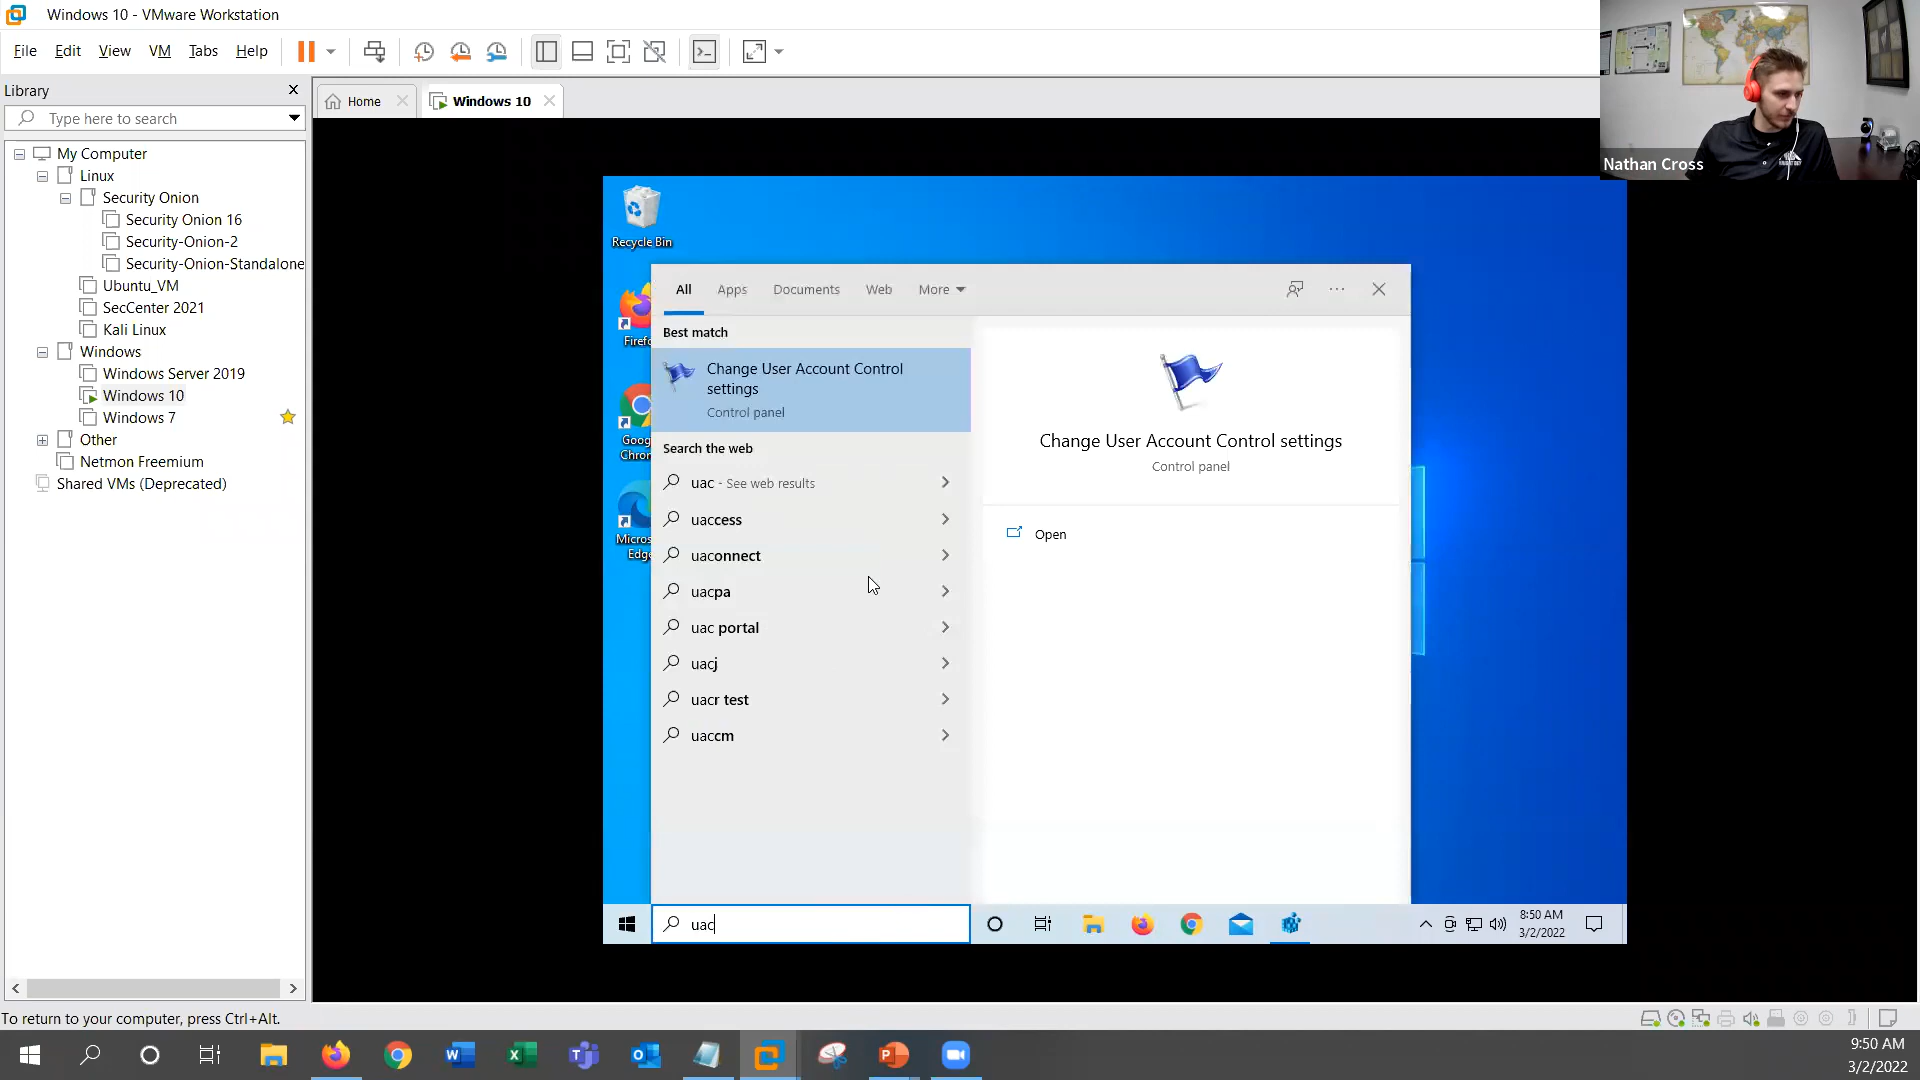 Windows 10 - VMware Workstation
File Edit View VM Tabs Help
Library
Type here to search
My Computer
Linux
Security Onion
Security Onion 16
Security-Onion-2
Security-Onion-Standalone
Ubuntu_VM
SecCenter 2021
Kali Linux
Windows
Windows Server 2019
Windows 10
Windows 7
Other
Netmon Freemium
Shared VMs (Deprecated)
Home
Windows 10
Nathan Cross
Recycle Bin
Firefo
Goog
Chron
Micros
Edge
All Apps Documents Web More
Best match
Change User Account Control
settings
Control panel
Search the web
uac - See web results
uaccess
uaconnect
uacpa
uac portal
uacj
uacr test
uaccm
Change User Account Control settings
Control panel
Open
uac
8:50 AM
3/2/2022
To return to your computer, press Ctrl+Alt.
9:50 AM
3/2/2022